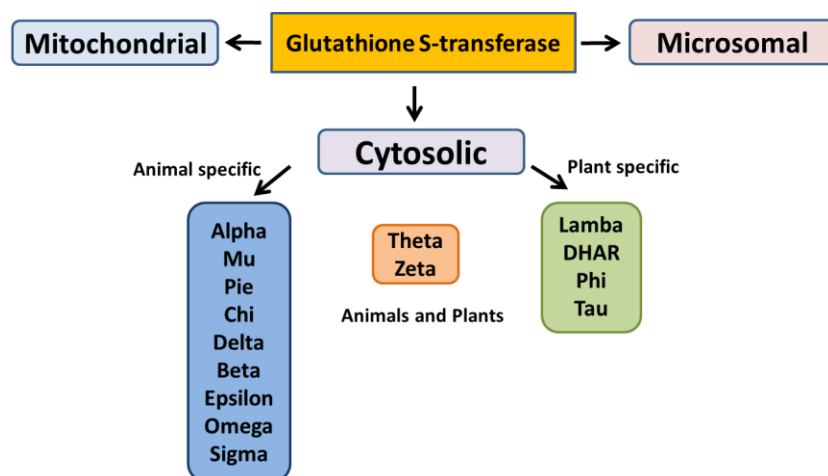 Mitochondrial
Glutathione S-transferase
Microsomal
Cytosolic
Animal specific
Plant specific
Alpha
Mu
Pie
Chi
Delta
Beta
Epsilon
Omega
Sigma
Theta
Zeta
Animals and Plants
Lamba
DHAR
Phi
Tau